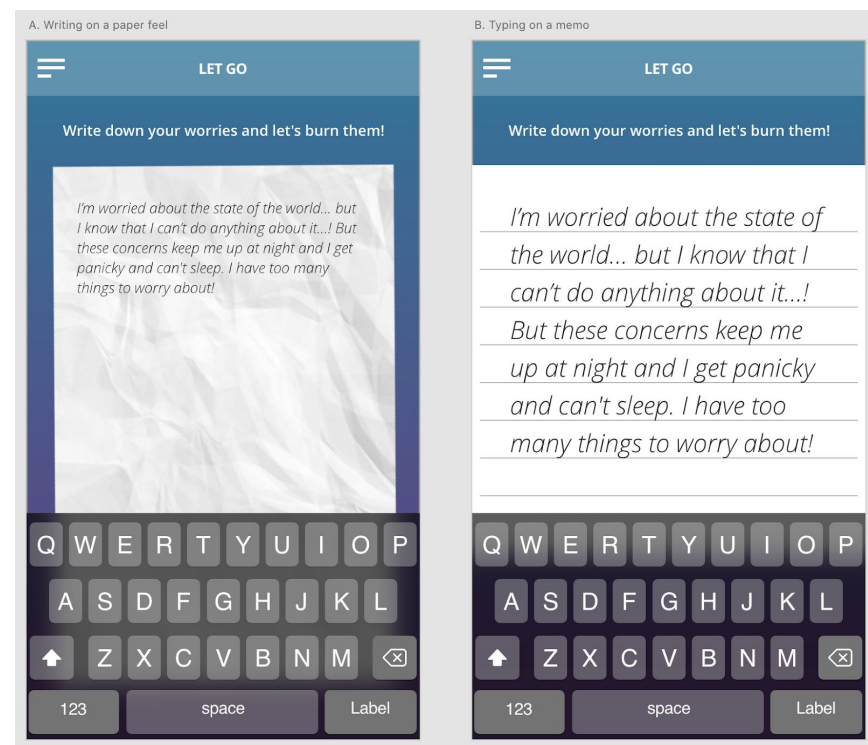 A. Writing on a paper feel
LET GO
Write down your worries and let's burn them!
I'm worried about the state of the world... but
I know that I can't do anything about it...! But
these concerns keep me up at night and I get
panicky and can't sleep. I have too many
things to worry about!
Q W E R T Y U I O P
A S D F G H J K L
Z X C V B N M
123 space Label
B. Typing on a memo
LET GO
Write down your worries and let's burn them!
I'm worried about the state of
the world... but I know that I
can't do anything about it...!
But these concerns keep me
up at night and I get panicky
and can't sleep. I have too
many things to worry about!
Q W E R T Y U I O P
A S D F G H J K L
Z X C V B N M
123 space Label